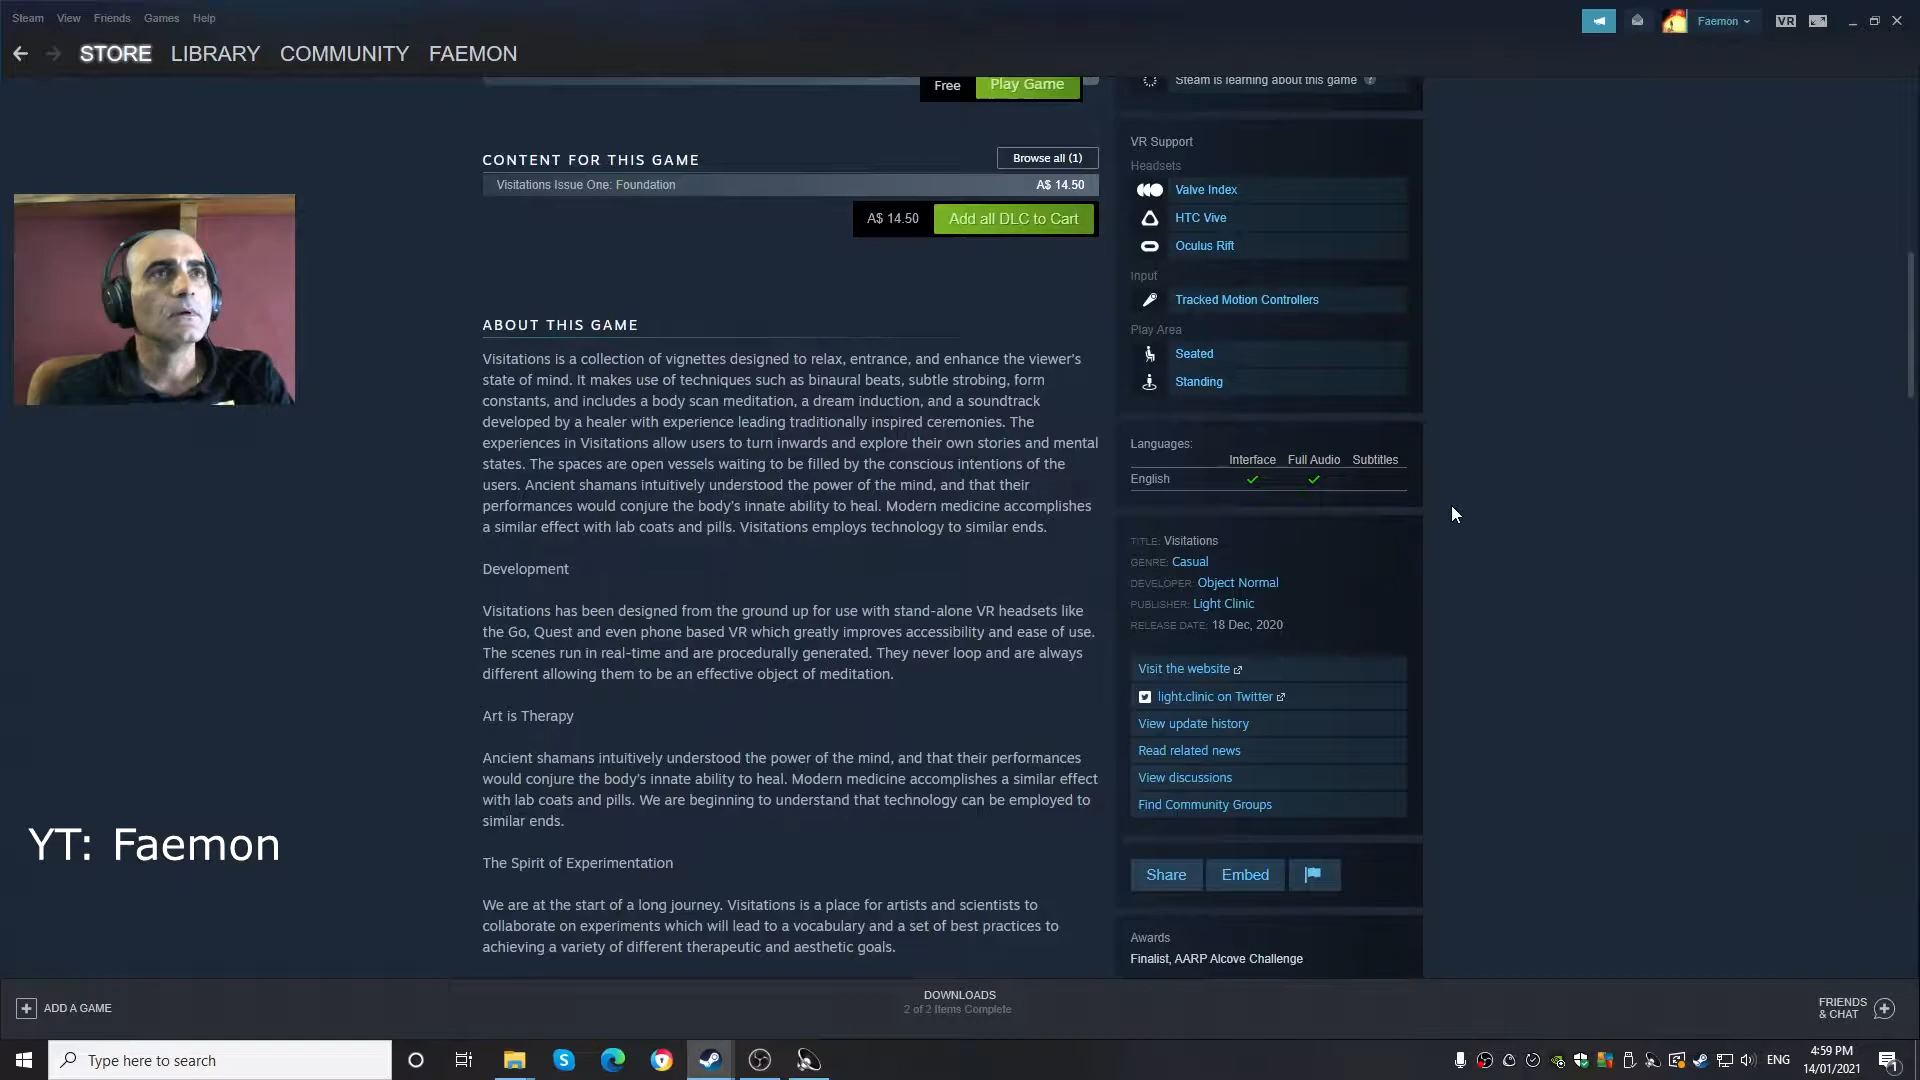 Steam
View
Friends
Games
Help
Faemon
VR
STORE
LIBRARY
COMMUNITY
FAEMON
Free
Play Game
CONTENT FOR THIS GAME
Browse all (1)
Visitations Issue One: Foundation
A$ 14.50
A$ 14.50
Add all DLC to Cart
ABOUT THIS GAME
Visitations is a collection of vignettes designed to relax, entrance, and enhance the viewer's
state of mind. It makes use of techniques such as binaural beats, subtle strobing, form
constants, and includes a body scan meditation, a dream induction, and a soundtrack
developed by a healer with experience leading traditionally inspired ceremonies. The
experiences in Visitations allow users to turn inwards and explore their own stories and mental
states. The spaces are open vessels waiting to be filled by the conscious intentions of the
users. Ancient shamans intuitively understood the power of the mind, and that their
performances would conjure the body's innate ability to heal. Modern medicine accomplishes
a similar effect with lab coats and pills. Visitations employs technology to similar ends.
Development
Visitations has been designed from the ground up for use with stand-alone VR headsets like
the Go, Quest and even phone based VR which greatly improves accessibility and ease of use.
The scenes run in real-time and are procedurally generated. They never loop and are always
different allowing them to be an effective object of meditation.
Art is Therapy
Ancient shamans intuitively understood the power of the mind, and that their performances
would conjure the body's innate ability to heal. Modern medicine accomplishes a similar effect
with lab coats and pills. We are beginning to understand that technology can be employed to
similar ends.
The Spirit of Experimentation
We are at the start of a long journey. Visitations is a place for artists and scientists to
collaborate on experiments which will lead to a vocabulary and a set of best practices to
achieving a variety of different therapeutic and aesthetic goals.
Steam is learning about this game ?
VR Support
Headsets
Valve Index
HTC Vive
Oculus Rift
Input
Tracked Motion Controllers
Play Area
Seated
Standing
Languages:
Interface Full Audio Subtitles
English
TITLE: Visitations
GENRE: Casual
DEVELOPER: Object Normal
PUBLISHER: Light Clinic
RELEASE DATE: 18 Dec, 2020
Visit the website
light.clinic on Twitter
View update history
Read related news
View discussions
Find Community Groups
Share
Embed
Awards
Finalist, AARP Alcove Challenge
YT: Faemon
ADD A GAME
DOWNLOADS
2 of 2 Items Complete
FRIENDS
& CHAT
Type here to search
ENG
4:59 PM
14/01/2021
1